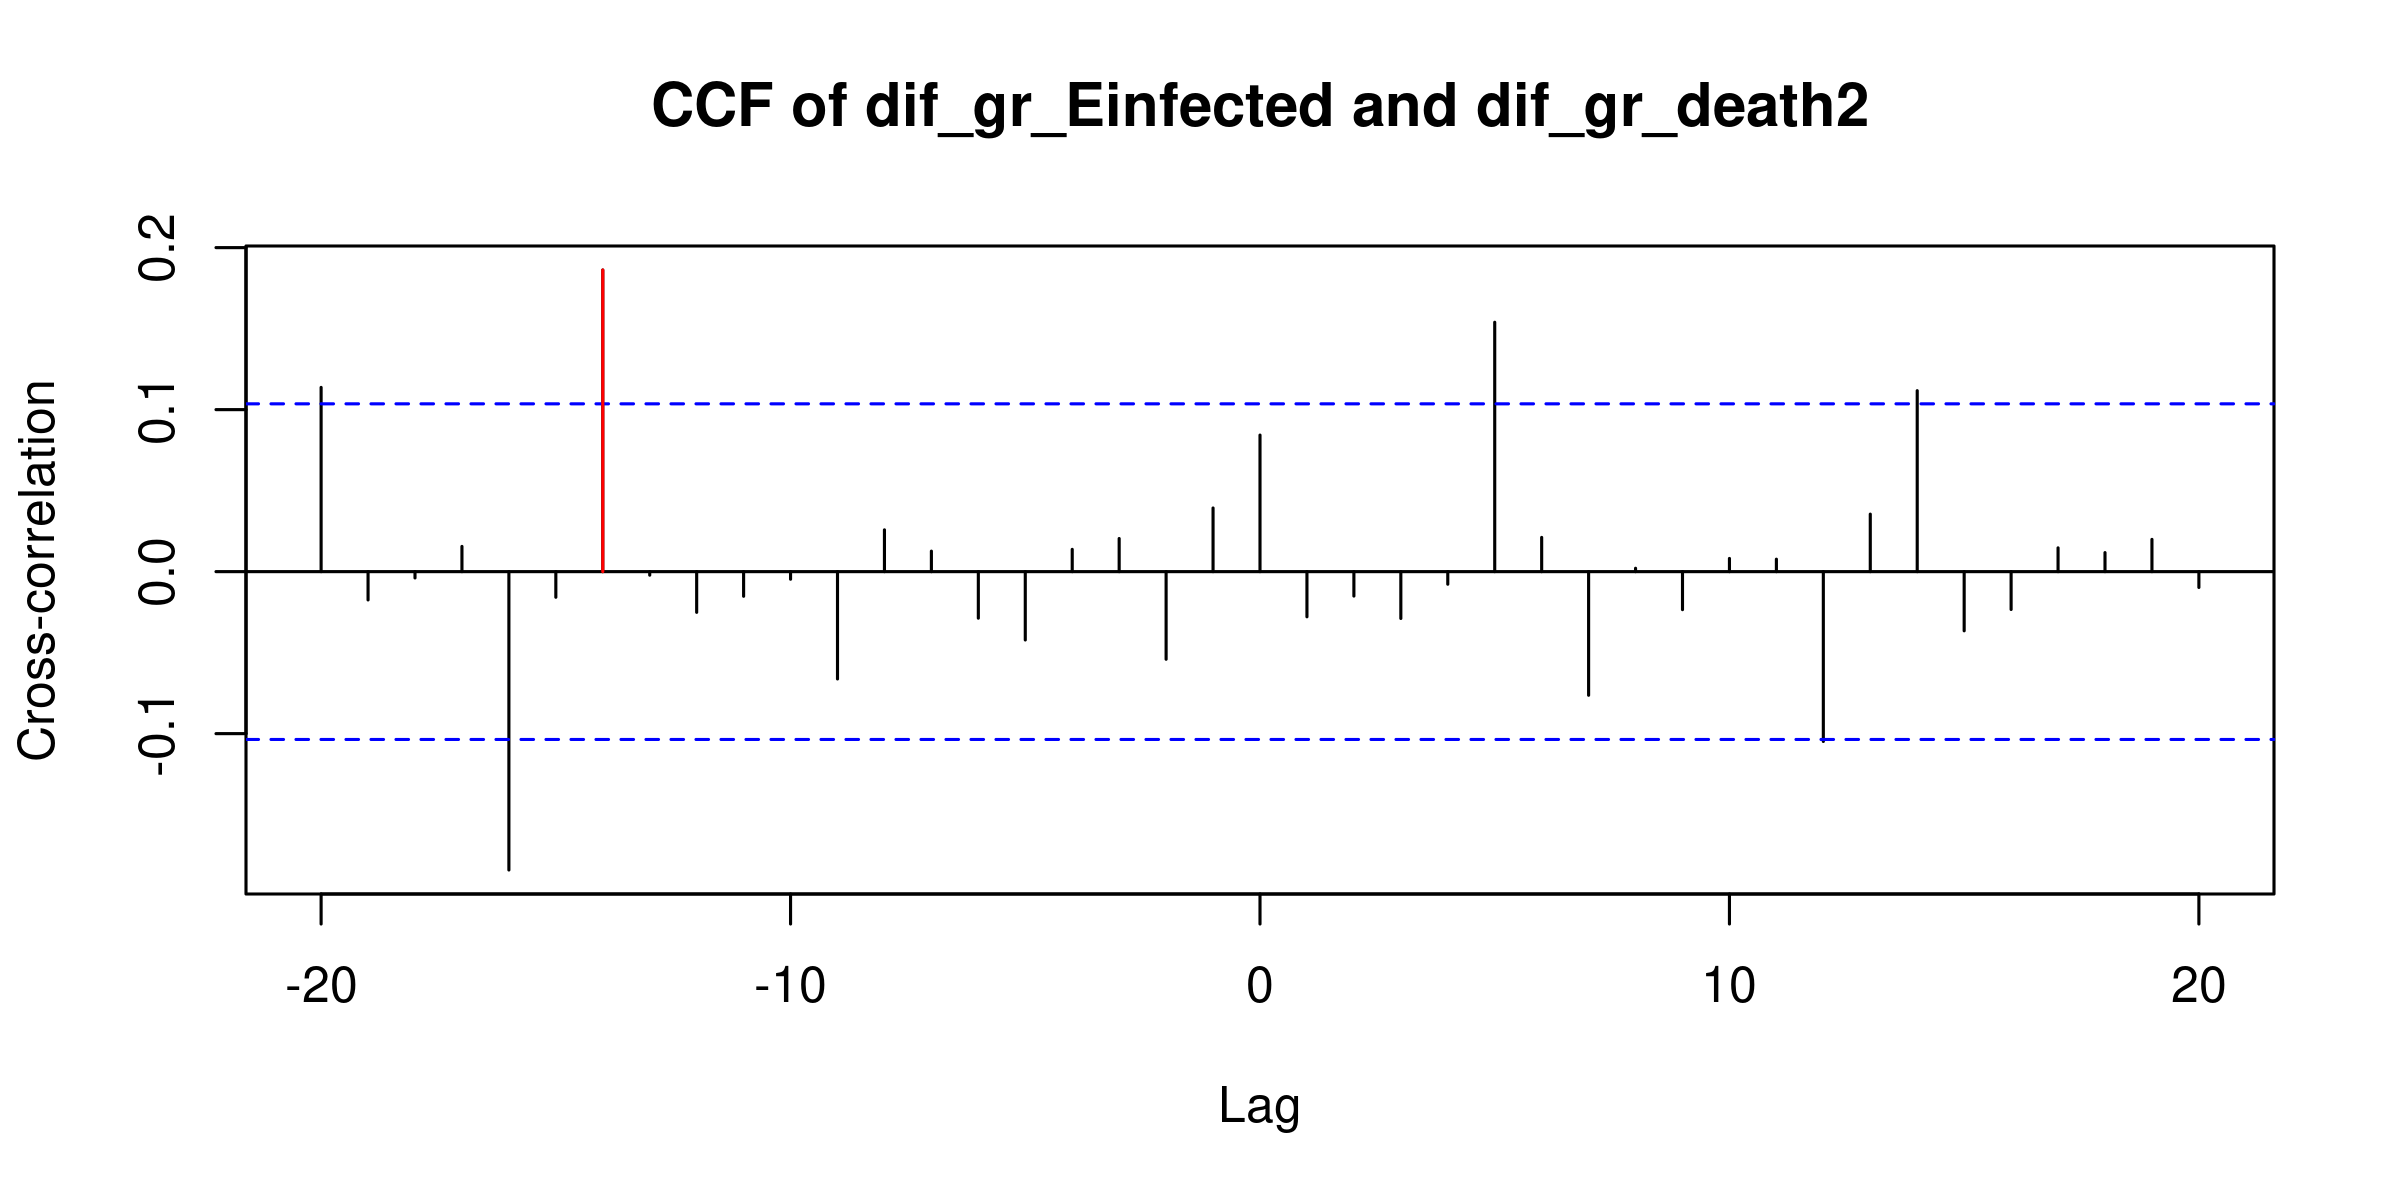 CCF of dif_gr_Einfected and dif_gr_death2
Cross-correlation
0.2
0.1
0.0
-0.1
-20 -10 0 10 20
Lag